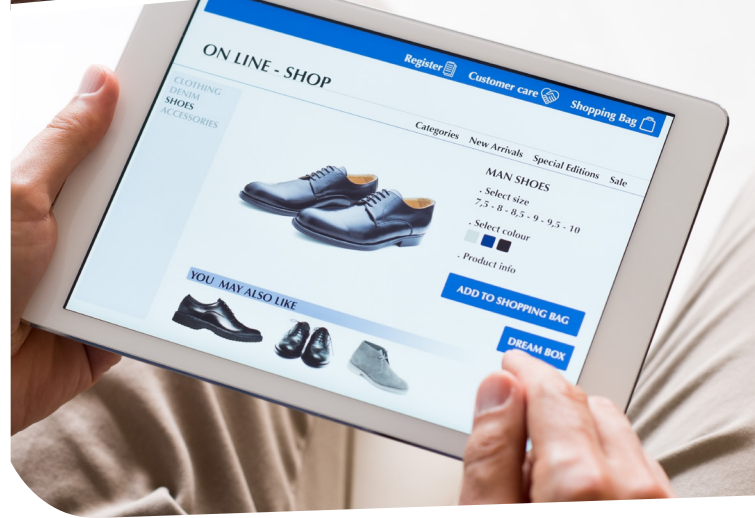 Register
Customer care
Shopping Bag
ON LINE - SHOP
CLOTHING
DENIM
SHOES
ACCESSORIES
Categories New Arrivals Special Editions Sale
MAN SHOES
. Select size
7,5 - 8 - 8,5 - 9 - 9,5 - 10
. Select colour
. Product info
ADD TO SHOPPING BAG
DREAM BOX
YOU MAY ALSO LIKE